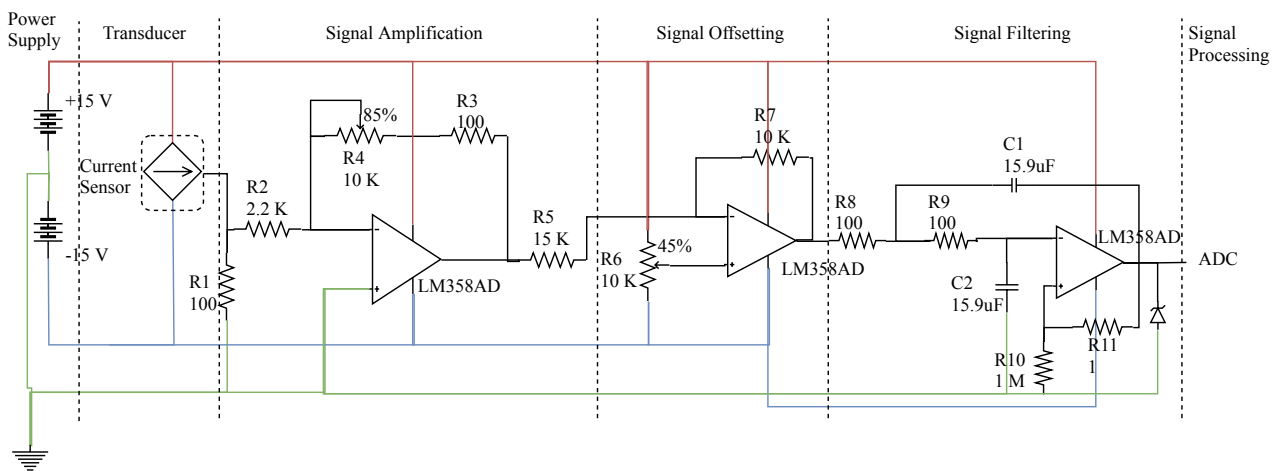 Power
Supply
Transducer
Signal Amplification
Signal Offsetting
Signal Filtering
Signal
Processing
+15 V
-15 V
Current
Sensor
R1
100
R2
2.2 K
85%
R4
10 K
R3
100
LM358AD
R5
15 K
R6
10 K
45%
R7
10 K
LM358AD
R8
100
R9
100
C1
15.9uF
C2
15.9uF
LM358AD
R10
1 M
R11
1
ADC